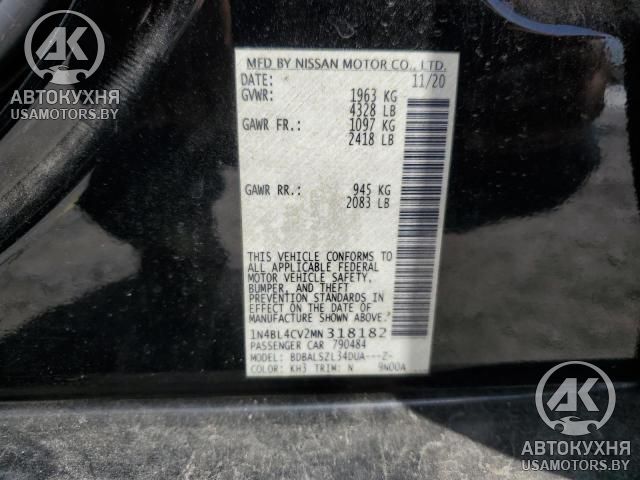 АК
АВТОКУХНЯ
USAMOTORS.BY
MFD BY NISSAN MOTOR CO., LTD.
DATE: 11/20
GVWR: 1963 KG
4328 LB
GAWR FR.: 1097 KG
2418 LB
GAWR RR.: 945 KG
2083 LB
THIS VEHICLE CONFORMS TO
ALL APPLICABLE FEDERAL
MOTOR VEHICLE SAFETY,
BUMPER, AND THEFT
PREVENTION STANDARDS IN
EFFECT ON THE DATE OF
MANUFACTURE SHOWN ABOVE.
1N4BL4CV2MN318182
PASSENGER CAR 790484
MODEL: BDBALSZL34DUA---Z-
COLOR: KH3 TRIM: N 9N00A
АК
АВТОКУХНЯ
USAMOTORS.BY